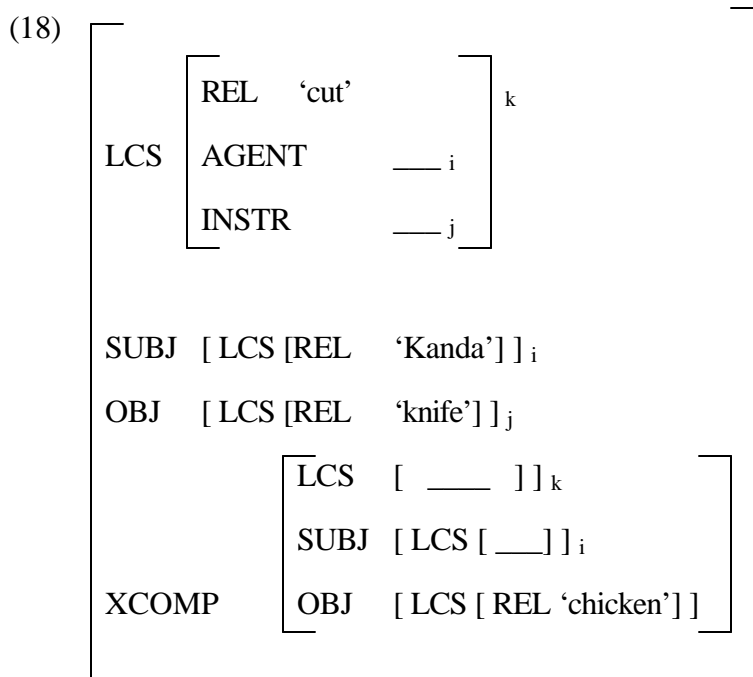 (18)
REL ‘cut’
k
LCS AGENT ___ i
INSTR ___ j
SUBJ [ LCS [REL ‘Kanda’] ] i
OBJ [ LCS [REL ‘knife’] ] j
LCS [ ____ ] ] k
SUBJ [ LCS [ ___] ] i
XCOMP OBJ [ LCS [ REL ‘chicken’] ]